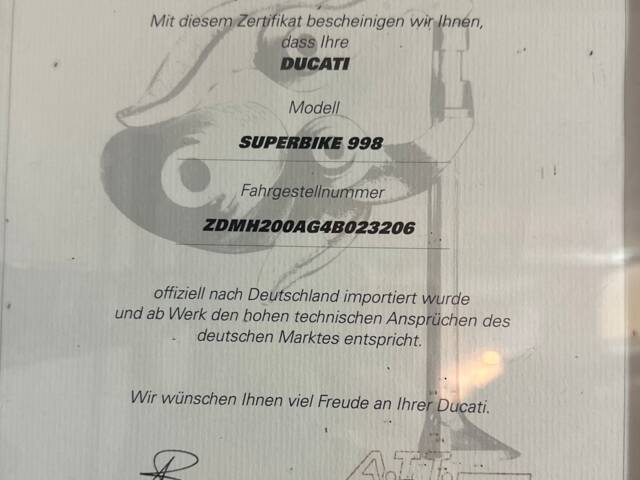 Mit diesem Zertifikat bescheinigen wir Ihnen,
dass Ihre
DUCATI
Modell
SUPERBIKE 998
Fahrgestellnummer
ZDMH200AG4B023206
offiziell nach Deutschland importiert wurde
und ab Werk den hohen technischen Ansprüchen des
deutschen Marktes entspricht.
Wir wünschen Ihnen viel Freude an Ihrer Ducati.